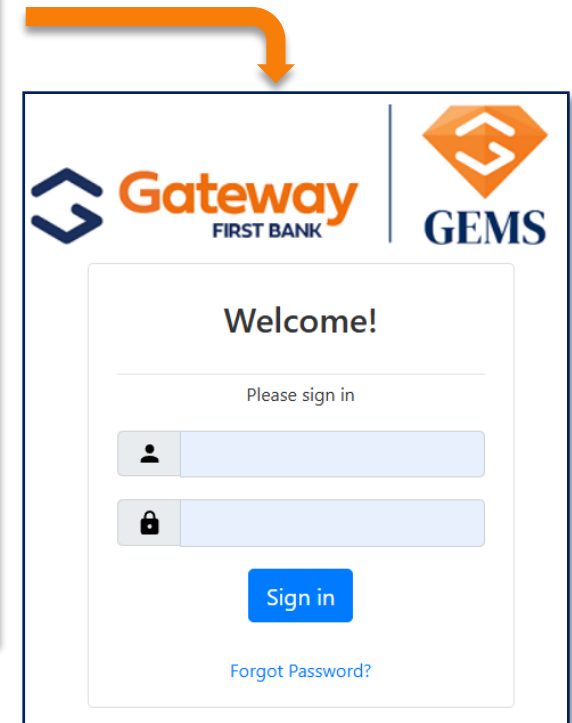 Gateway
FIRST BANK
GEMS
Welcome!
Please sign in
Sign in
Forgot Password?